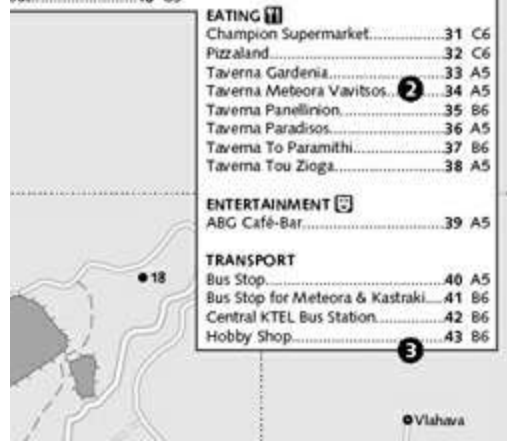 EATING
Champion Supermarket 31 C6
Pizzaland 32 C6
Taverna Gardenia 33 A5
Taverna Meteora Vavitsos 34 A5
2
Taverna Panellinion 35 B6
Taverna Paradisos 36 A5
Taverna To Paramithi 37 B6
Taverna Tou Zioga 38 A5
ENTERTAINMENT
ABG Café-Bar 39 A5
TRANSPORT
Bus Stop 40 A5
18
Bus Stop for Meteora & Kastraki 41 B6
Central KTEL Bus Station 42 B6
Hobby Shop 43 B6
3
Vlahava